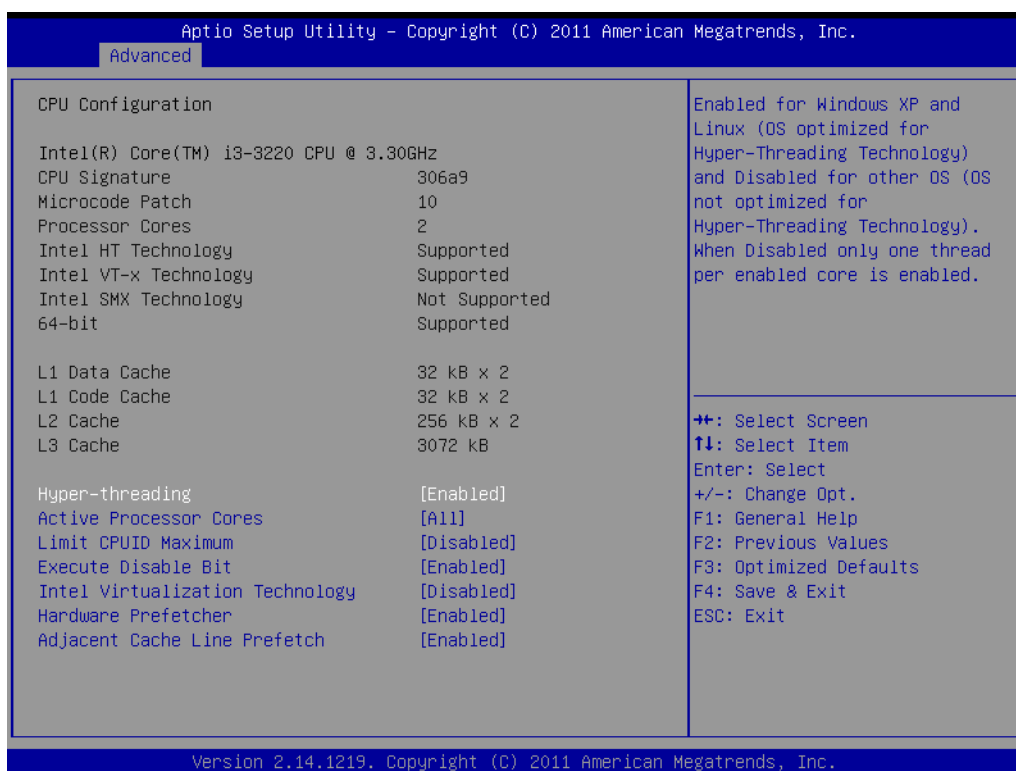 Aptio Setup Utility – Copyright (C) 2011 American Megatrends, Inc.
Advanced
CPU Configuration
Intel(R) Core(TM) i3-3220 CPU @ 3.30GHz
CPU Signature 306a9
Microcode Patch 10
Processor Cores 2
Intel HT Technology Supported
Intel VT-x Technology Supported
Intel SMX Technology Not Supported
64-bit Supported
L1 Data Cache 32 kB x 2
L1 Code Cache 32 kB x 2
L2 Cache 256 kB x 2
L3 Cache 3072 kB
Hyper-threading [Enabled]
Active Processor Cores [All]
Limit CPUID Maximum [Disabled]
Execute Disable Bit [Enabled]
Intel Virtualization Technology [Disabled]
Hardware Prefetcher [Enabled]
Adjacent Cache Line Prefetch [Enabled]
Enabled for Windows XP and
Linux (OS optimized for
Hyper-Threading Technology)
and Disabled for other OS (OS
not optimized for
Hyper-Threading Technology).
When Disabled only one thread
per enabled core is enabled.
→←: Select Screen
↑↓: Select Item
Enter: Select
+/-: Change Opt.
F1: General Help
F2: Previous Values
F3: Optimized Defaults
F4: Save & Exit
ESC: Exit
Version 2.14.1219. Copyright (C) 2011 American Megatrends, Inc.